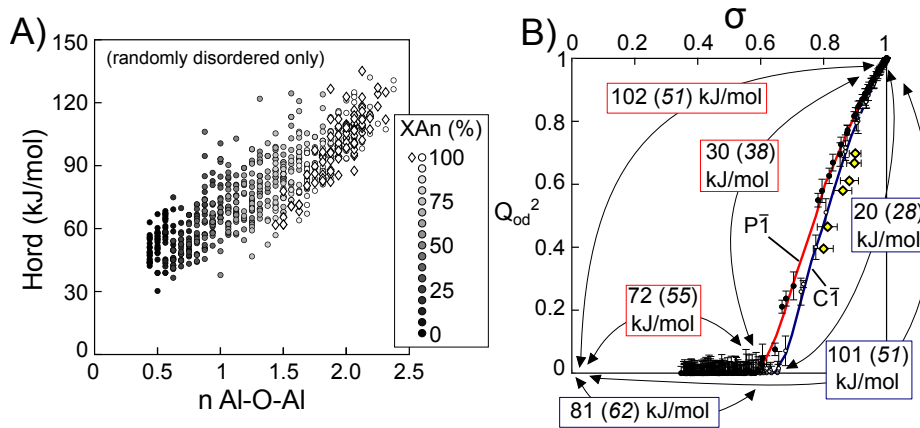 A)
(randomly disordered only)
150
120
90
60
30
0
Hord (kJ/mol)
0
0.5
1.0
1.5
2.0
2.5
n Al-O-Al
XAn (%)
100
75
50
25
0
B)
σ
0
0.2
0.4
0.6
0.8
1
1
0.8
0.6
0.4
0.2
0
Q_od²
102 (51)
kJ/mol
30 (38)
kJ/mol
20 (28)
kJ/mol
P1̅
C1̅
72 (55)
kJ/mol
101 (51)
kJ/mol
81 (62) kJ/mol